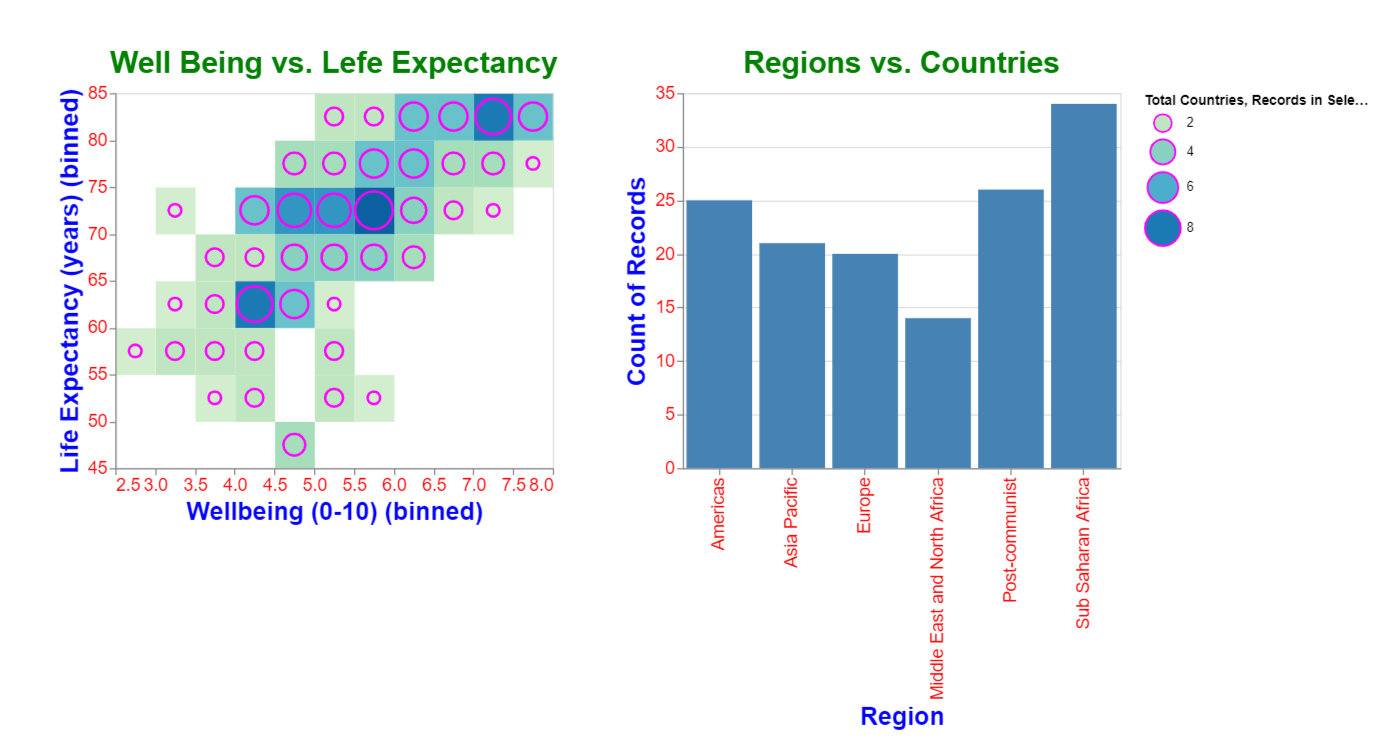 Well Being vs. Lefe Expectancy
Life Expectancy (years) (binned)
85
80
75
70
65
60
55
50
45
2.5 3.0 3.5 4.0 4.5 5.0 5.5 6.0 6.5 7.0 7.5 8.0
Wellbeing (0-10) (binned)
Regions vs. Countries
Count of Records
35
30
25
20
15
10
5
0
Americas
Asia Pacific
Europe
Middle East and North Africa
Post-communist
Sub Saharan Africa
Region
Total Countries, Records in Sele…
2
4
6
8